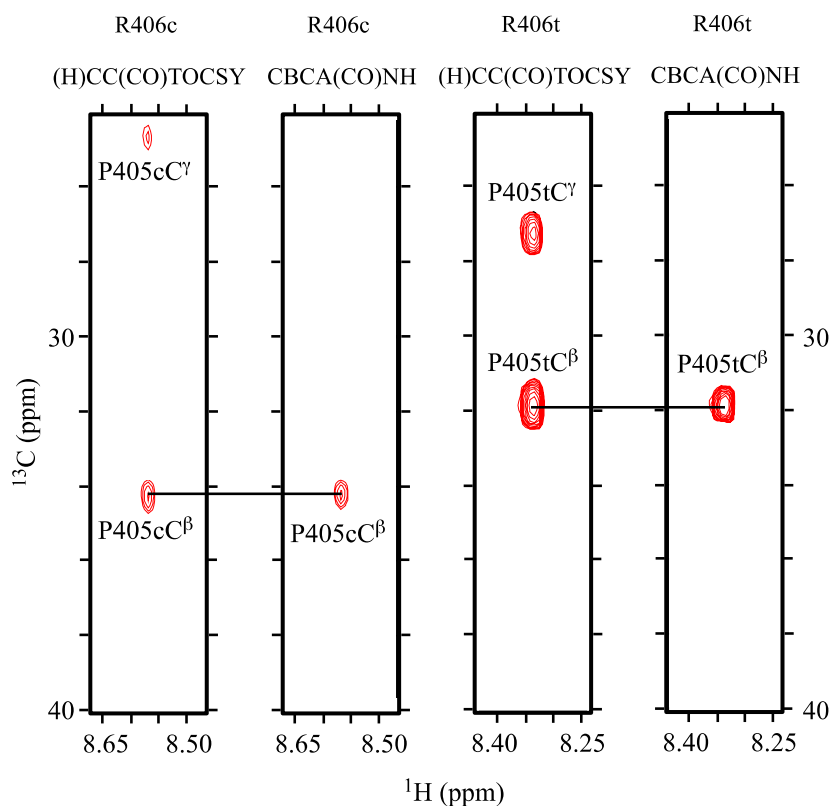 R406c R406c R406t R406t
(H)CC(CO)TOCSY CBCA(CO)NH (H)CC(CO)TOCSY CBCA(CO)NH
P405cCᵞ
P405tCᵞ
30 30
P405tCᵝ P405tCᵝ
¹³C (ppm)
P405cCᵝ P405cCᵝ
40 40
8.65 8.50 8.65 8.50 8.40 8.25 8.40 8.25
¹H (ppm)